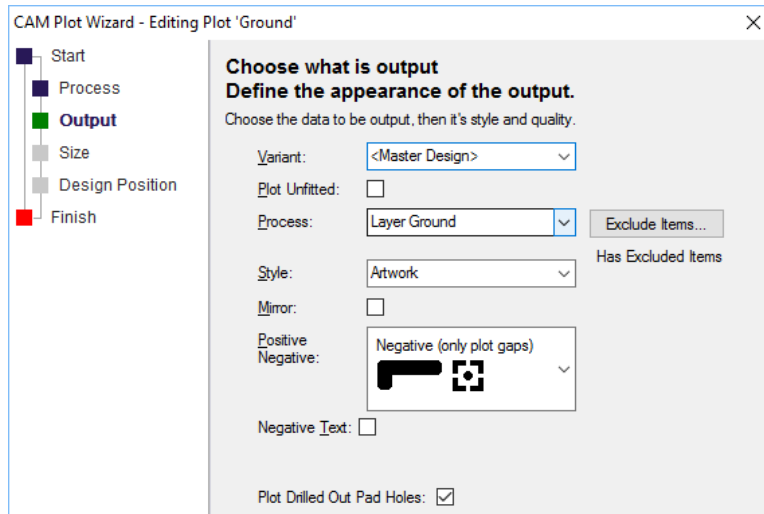 CAM Plot Wizard - Editing Plot 'Ground'
Start
Process
Output
Size
Design Position
Finish
Choose what is output
Define the appearance of the output.
Choose the data to be output, then it's style and quality.
Variant: <Master Design>
Plot Unfitted:
Process: Layer Ground Exclude Items...
Has Excluded Items
Style: Artwork
Mirror:
Positive
Negative:
Negative (only plot gaps)
Negative Text:
Plot Drilled Out Pad Holes: